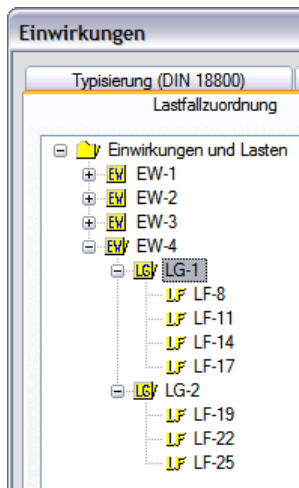 Einwirkungen
Typisierung (DIN 18800)
Lastfallzuordnung
Einwirkungen und Lasten
EW EW-1
EW EW-2
EW EW-3
EW EW-4
LG LG-1
LF LF-8
LF LF-11
LF LF-14
LF LF-17
LG LG-2
LF LF-19
LF LF-22
LF LF-25